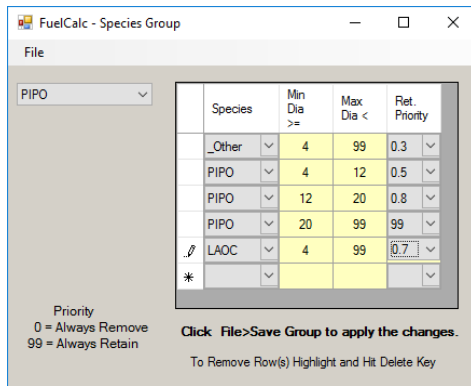 FuelCalc - Species Group
File
PIPO
Species Min Dia >= Max Dia < Ret. Priority
_Other 4 99 0.3
PIPO 4 12 0.5
PIPO 12 20 0.8
PIPO 20 99 99
LAOC 4 99 0.7
Priority
0 = Always Remove
99 = Always Retain
Click File>Save Group to apply the changes.
To Remove Row(s) Highlight and Hit Delete Key